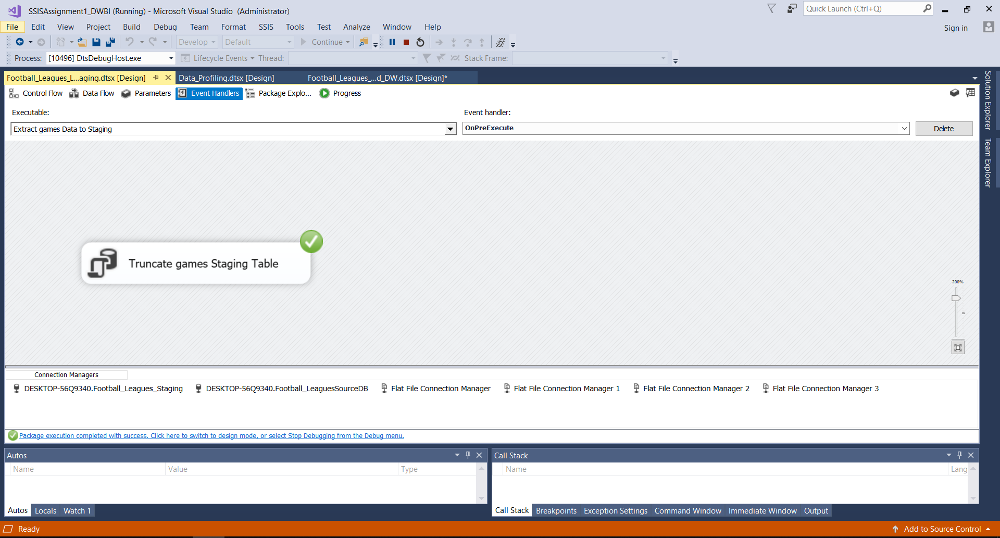 SSISAssignment1_DWBI (Running) - Microsoft Visual Studio (Administrator)
Quick Launch (Ctrl+Q)
File Edit View Project Build Debug Team Format SSIS Tools Test Analyze Window Help
Sign in
Develop Default Continue
Process: [10496] DtsDebugHost.exe Lifecycle Events Thread: Stack Frame:
Football_Leagues_L...aging.dtsx [Design] Data_Profiling.dtsx [Design] Football_Leagues_...d_DW.dtsx [Design]*
Control Flow Data Flow Parameters Event Handlers Package Explo... Progress
Solution Explorer
Team Explorer
Executable: Event handler:
Extract games Data to Staging OnPreExecute Delete
Truncate games Staging Table
200%
Connection Managers
DESKTOP-56Q9340.Football_Leagues_Staging DESKTOP-56Q9340.Football_LeaguesSourceDB Flat File Connection Manager Flat File Connection Manager 1 Flat File Connection Manager 2 Flat File Connection Manager 3
Package execution completed with success. Click here to switch to design mode, or select Stop Debugging from the Debug menu.
Autos
Name Value Type
Autos Locals Watch 1
Call Stack
Name Lang
Call Stack Breakpoints Exception Settings Command Window Immediate Window Output
Ready
Add to Source Control